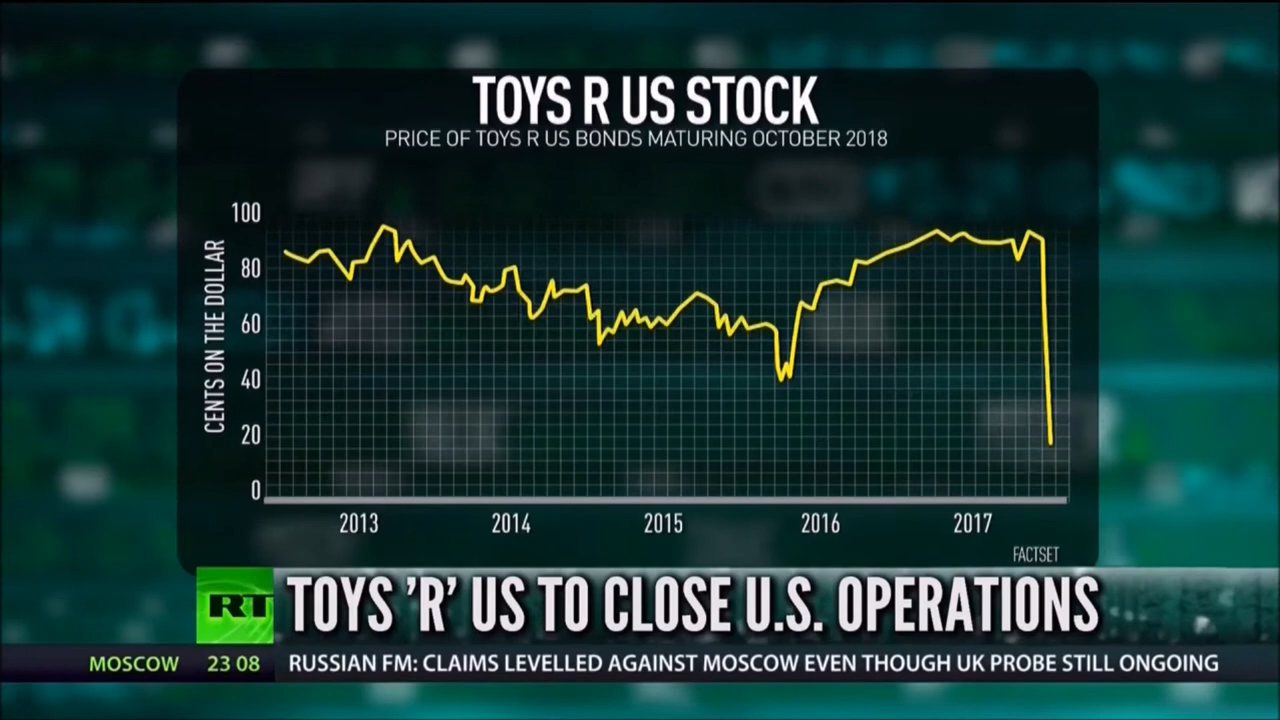 TOYS R US STOCK
PRICE OF TOYS R US BONDS MATURING OCTOBER 2018
CENTS ON THE DOLLAR
100
80
60
40
20
0
2013 2014 2015 2016 2017
FACTSET
RT TOYS 'R' US TO CLOSE U.S. OPERATIONS
MOSCOW 23 08 RUSSIAN FM: CLAIMS LEVELLED AGAINST MOSCOW EVEN THOUGH UK PROBE STILL ONGOING